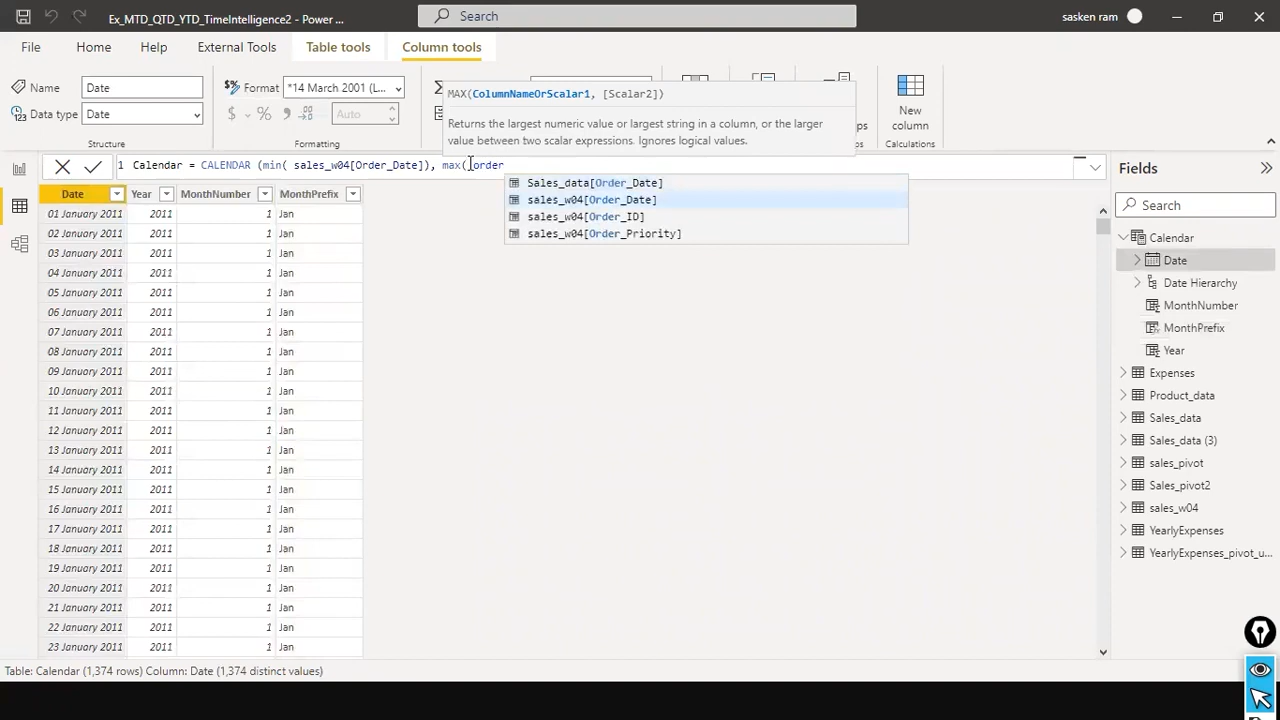 Ex_MTD_QTD_YTD_TimeIntelligence2 - Power ...
Search
sasken ram
File
Home
Help
External Tools
Table tools
Column tools
Name
Date
Format
*14 March 2001 (L
MAX(ColumnNameOrScalar1, [Scalar2])
Data type
Date
$
%
Auto
Returns the largest numeric value or largest string in a column, or the larger
value between two scalar expressions. Ignores logical values.
New
column
Structure
Formatting
Calculations
1 Calendar = CALENDAR (min( sales_w04[Order_Date]), max( order
Sales_data[Order_Date]
sales_w04[Order_Date]
sales_w04[Order_ID]
sales_w04[Order_Priority]
Fields
Search
Date Year MonthNumber MonthPrefix
01 January 2011 2011 1 Jan
02 January 2011 2011 1 Jan
03 January 2011 2011 1 Jan
04 January 2011 2011 1 Jan
05 January 2011 2011 1 Jan
06 January 2011 2011 1 Jan
07 January 2011 2011 1 Jan
08 January 2011 2011 1 Jan
09 January 2011 2011 1 Jan
10 January 2011 2011 1 Jan
11 January 2011 2011 1 Jan
12 January 2011 2011 1 Jan
13 January 2011 2011 1 Jan
14 January 2011 2011 1 Jan
15 January 2011 2011 1 Jan
16 January 2011 2011 1 Jan
17 January 2011 2011 1 Jan
18 January 2011 2011 1 Jan
19 January 2011 2011 1 Jan
20 January 2011 2011 1 Jan
21 January 2011 2011 1 Jan
22 January 2011 2011 1 Jan
23 January 2011 2011 1 Jan
Calendar
Date
Date Hierarchy
MonthNumber
MonthPrefix
Year
Expenses
Product_data
Sales_data
Sales_data (3)
sales_pivot
Sales_pivot2
sales_w04
YearlyExpenses
YearlyExpenses_pivot_u...
Table: Calendar (1,374 rows) Column: Date (1,374 distinct values)